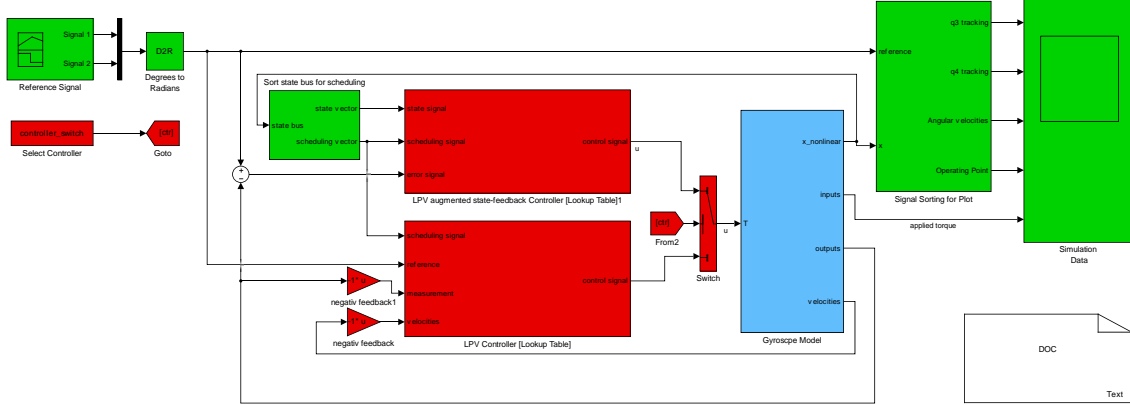 Signal 1
Signal 2
Reference Signal
D2R
Degrees to
Radians
controller_switch
Select Controller
[ctr]
Goto
Sort state bus for scheduling
state bus
state vector
scheduling vector
+
−
state signal
scheduling signal
error signal
control signal
u
LPV augmented state-feedback Controller [Lookup Table]1
scheduling signal
reference
measurement
velocities
control signal
LPV Controller [Lookup Table]
negativ feedback1
negativ feedback
[ctr]
From2
Switch
u
T
x_nonlinear
inputs
outputs
velocities
Gyroscpe Model
reference
x
q3 tracking
q4 tracking
Angular velocities
Operating Point
Signal Sorting for Plot
applied torque
Simulation
Data
DOC
Text